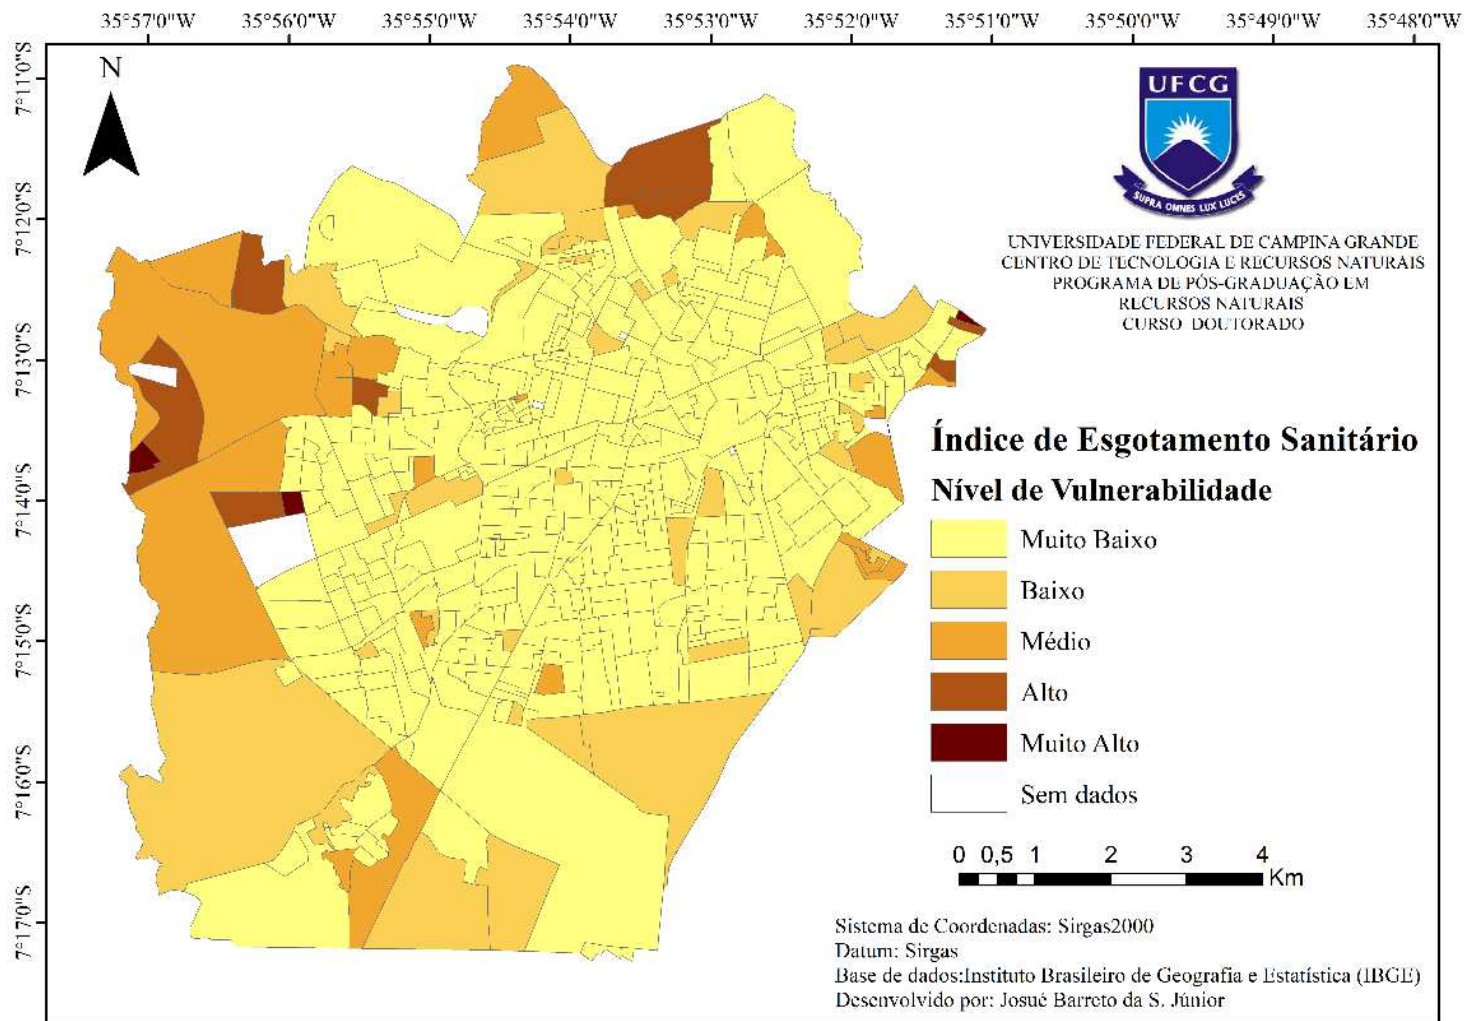 35°57'0"W 35°56'0"W 35°55'0"W 35°54'0"W 35°53'0"W 35°52'0"W 35°51'0"W 35°50'0"W 35°49'0"W 35°48'0"W
7°11'0"S
7°12'0"S
7°13'0"S
7°14'0"S
7°15'0"S
7°16'0"S
7°17'0"S
N
UFCG
SUPRA OMNES LUX LUCES
UNIVERSIDADE FEDERAL DE CAMPINA GRANDE
CENTRO DE TECNOLOGIA E RECURSOS NATURAIS
PROGRAMA DE PÓS-GRADUAÇÃO EM
RECURSOS NATURAIS
CURSO DOUTORADO
Índice de Esgotamento Sanitário
Nível de Vulnerabilidade
Muito Baixo
Baixo
Médio
Alto
Muito Alto
Sem dados
0 0,5 1 2 3 4
Km
Sistema de Coordenadas: Sirgas2000
Datum: Sirgas
Base de dados:Instituto Brasileiro de Geografia e Estatística (IBGE)
Desenvolvido por: Josué Barreto da S. Júnior